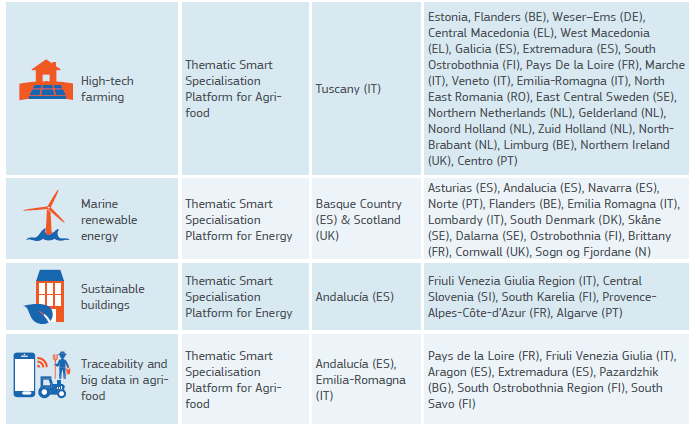 High-tech
farming
Thematic Smart
Specialisation
Platform for Agri-
food
Tuscany (IT)
Estonia, Flanders (BE), Weser–Ems (DE),
Central Macedonia (EL), West Macedonia
(EL), Galicia (ES), Extremadura (ES), South
Ostrobothnia (FI), Pays De la Loire (FR), Marche
(IT), Veneto (IT), Emilia-Romagna (IT), North
East Romania (RO), East Central Sweden (SE),
Northern Netherlands (NL), Gelderland (NL),
Noord Holland (NL), Zuid Holland (NL), North-
Brabant (NL), Limburg (BE), Northern Ireland
(UK), Centro (PT)
Marine
renewable
energy
Thematic Smart
Specialisation
Platform for Energy
Basque Country
(ES) & Scotland
(UK)
Asturias (ES), Andalucia (ES), Navarra (ES),
Norte (PT), Flanders (BE), Emilia Romagna (IT),
Lombardy (IT), South Denmark (DK), Skåne
(SE), Dalarna (SE), Ostrobothnia (FI), Brittany
(FR), Cornwall (UK), Sogn og Fjordane (N)
Sustainable
buildings
Thematic Smart
Specialisation
Platform for Energy
Andalucía (ES)
Friuli Venezia Giulia Region (IT), Central
Slovenia (SI), South Karelia (FI), Provence-
Alpes-Côte-d'Azur (FR), Algarve (PT)
Traceability and
big data in agri-
food
Thematic Smart
Specialisation
Platform for Agri-
food
Andalucía (ES),
Emilia-Romagna
(IT)
Pays de la Loire (FR), Friuli Venezia Giulia (IT),
Aragon (ES), Extremadura (ES), Pazardzhik
(BG), South Ostrobothnia Region (FI), South
Savo (FI)